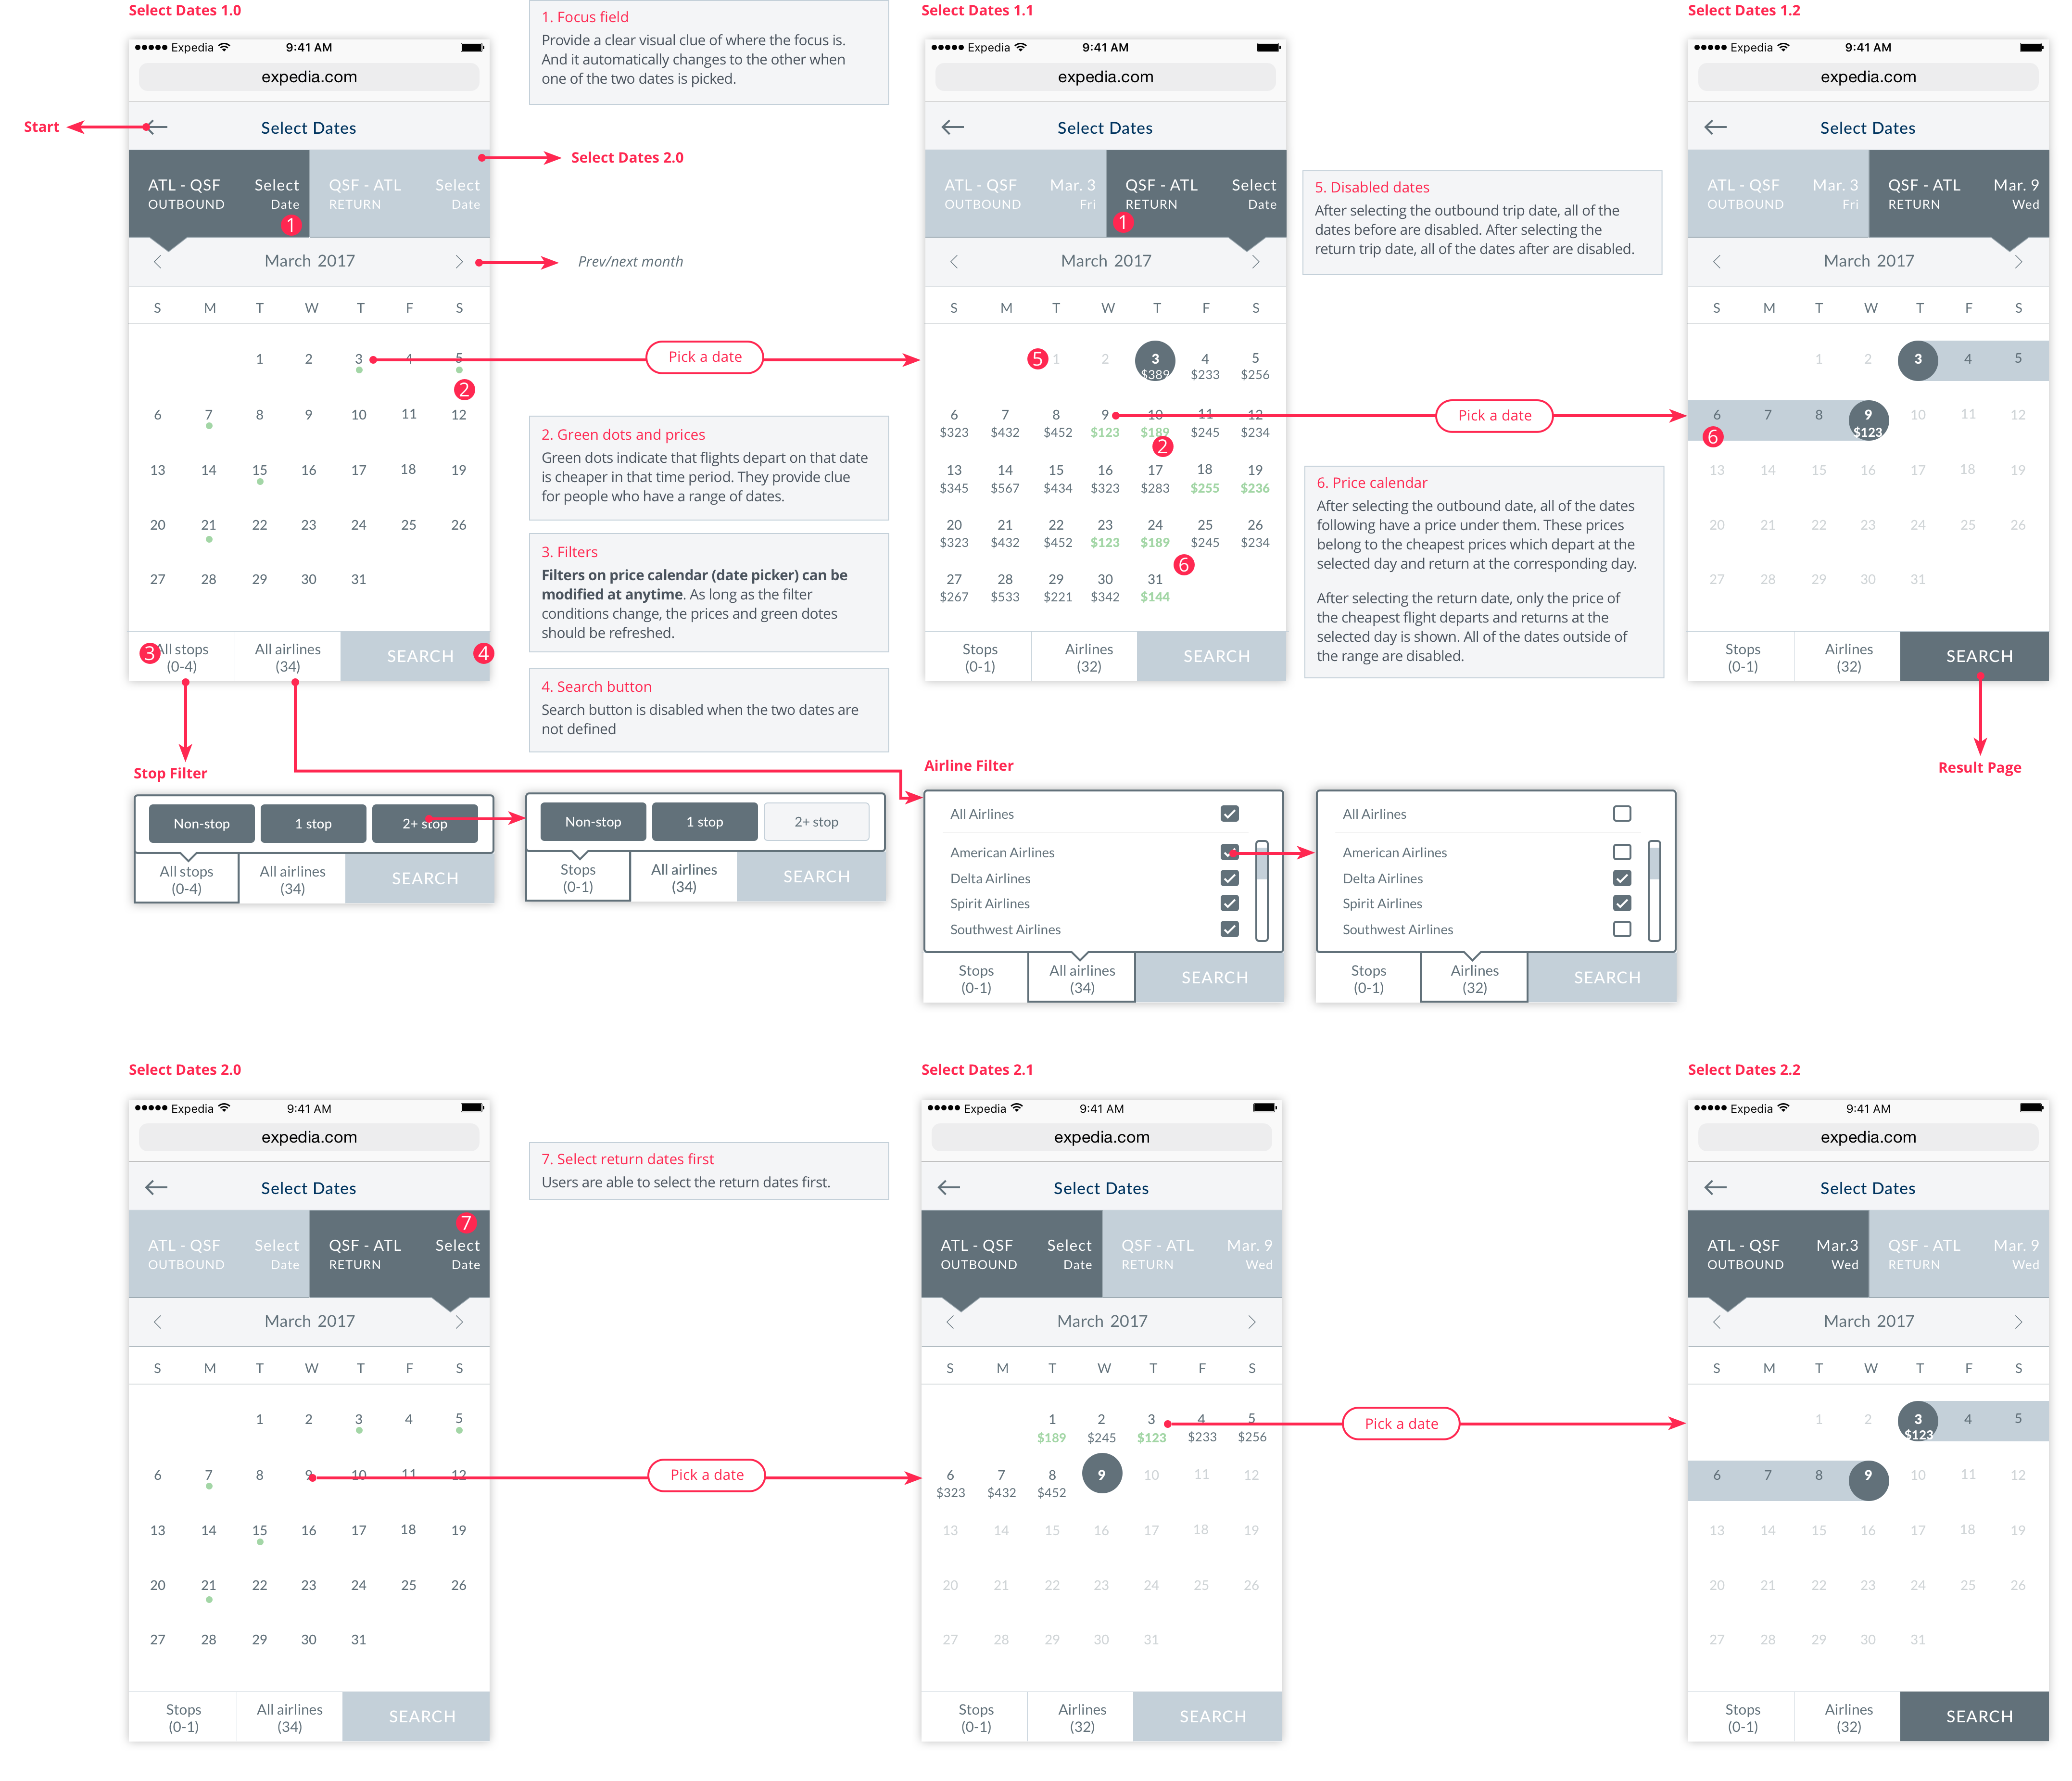 Select Dates 1.0
●●●●● Expedia 9:41 AM
expedia.com
Start
Select Dates
ATL - QSF Select
OUTBOUND Date
1
QSF - ATL Select
RETURN Date
Select Dates 2.0
March 2017
Prev/next month
S M T W T F S
1 2 3 4 5
2
6 7 8 9 10 11 12
13 14 15 16 17 18 19
20 21 22 23 24 25 26
27 28 29 30 31
3
All stops
(0-4)
All airlines
(34)
SEARCH
4
1. Focus field
Provide a clear visual clue of where the focus is.
And it automatically changes to the other when
one of the two dates is picked.
Pick a date
2. Green dots and prices
Green dots indicate that flights depart on that date
is cheaper in that time period. They provide clue
for people who have a range of dates.
3. Filters
Filters on price calendar (date picker) can be
modified at anytime. As long as the filter
conditions change, the prices and green dotes
should be refreshed.
4. Search button
Search button is disabled when the two dates are
not defined
Select Dates 1.1
●●●●● Expedia 9:41 AM
expedia.com
Select Dates
ATL - QSF Mar. 3
OUTBOUND Fri
QSF - ATL Select
RETURN Date
1
March 2017
S M T W T F S
5
1 2 3 4 5
$389 $233 $256
6 7 8 9 10 11 12
$323 $432 $452 $123 $189 $245 $234
2
13 14 15 16 17 18 19
$345 $567 $434 $323 $283 $255 $236
20 21 22 23 24 25 26
$323 $432 $452 $123 $189 $245 $234
6
27 28 29 30 31
$267 $533 $221 $342 $144
Stops
(0-1)
Airlines
(32)
SEARCH
5. Disabled dates
After selecting the outbound trip date, all of the
dates before are disabled. After selecting the
return trip date, all of the dates after are disabled.
Pick a date
6. Price calendar
After selecting the outbound date, all of the dates
following have a price under them. These prices
belong to the cheapest prices which depart at the
selected day and return at the corresponding day.
After selecting the return date, only the price of
the cheapest flight departs and returns at the
selected day is shown. All of the dates outside of
the range are disabled.
Select Dates 1.2
●●●●● Expedia 9:41 AM
expedia.com
Select Dates
ATL - QSF Mar. 3
OUTBOUND Fri
QSF - ATL Mar. 9
RETURN Wed
March 2017
S M T W T F S
1 2 3 4 5
6 7 8 9 10 11 12
$123
6
13 14 15 16 17 18 19
20 21 22 23 24 25 26
27 28 29 30 31
Stops
(0-1)
Airlines
(32)
SEARCH
Result Page
Stop Filter
Non-stop 1 stop 2+ stop
All stops
(0-4)
All airlines
(34)
SEARCH
Non-stop 1 stop 2+ stop
Stops
(0-1)
All airlines
(34)
SEARCH
Airline Filter
All Airlines
American Airlines
Delta Airlines
Spirit Airlines
Southwest Airlines
Stops
(0-1)
All airlines
(34)
SEARCH
All Airlines
American Airlines
Delta Airlines
Spirit Airlines
Southwest Airlines
Stops
(0-1)
Airlines
(32)
SEARCH
Select Dates 2.0
●●●●● Expedia 9:41 AM
expedia.com
Select Dates
7
ATL - QSF Select
OUTBOUND Date
QSF - ATL Select
RETURN Date
March 2017
S M T W T F S
1 2 3 4 5
6 7 8 9 10 11 12
13 14 15 16 17 18 19
20 21 22 23 24 25 26
27 28 29 30 31
Stops
(0-1)
All airlines
(34)
SEARCH
7. Select return dates first
Users are able to select the return dates first.
Pick a date
Select Dates 2.1
●●●●● Expedia 9:41 AM
expedia.com
Select Dates
ATL - QSF Select
OUTBOUND Date
QSF - ATL Mar. 9
RETURN Wed
March 2017
S M T W T F S
1 2 3 4 5
$189 $245 $123 $233 $256
6 7 8 9 10 11 12
$323 $432 $452
13 14 15 16 17 18 19
20 21 22 23 24 25 26
27 28 29 30 31
Stops
(0-1)
Airlines
(32)
SEARCH
Pick a date
Select Dates 2.2
●●●●● Expedia 9:41 AM
expedia.com
Select Dates
ATL - QSF Mar.3
OUTBOUND Wed
QSF - ATL Mar. 9
RETURN Wed
March 2017
S M T W T F S
1 2 3 4 5
$123
6 7 8 9 10 11 12
13 14 15 16 17 18 19
20 21 22 23 24 25 26
27 28 29 30 31
Stops
(0-1)
Airlines
(32)
SEARCH